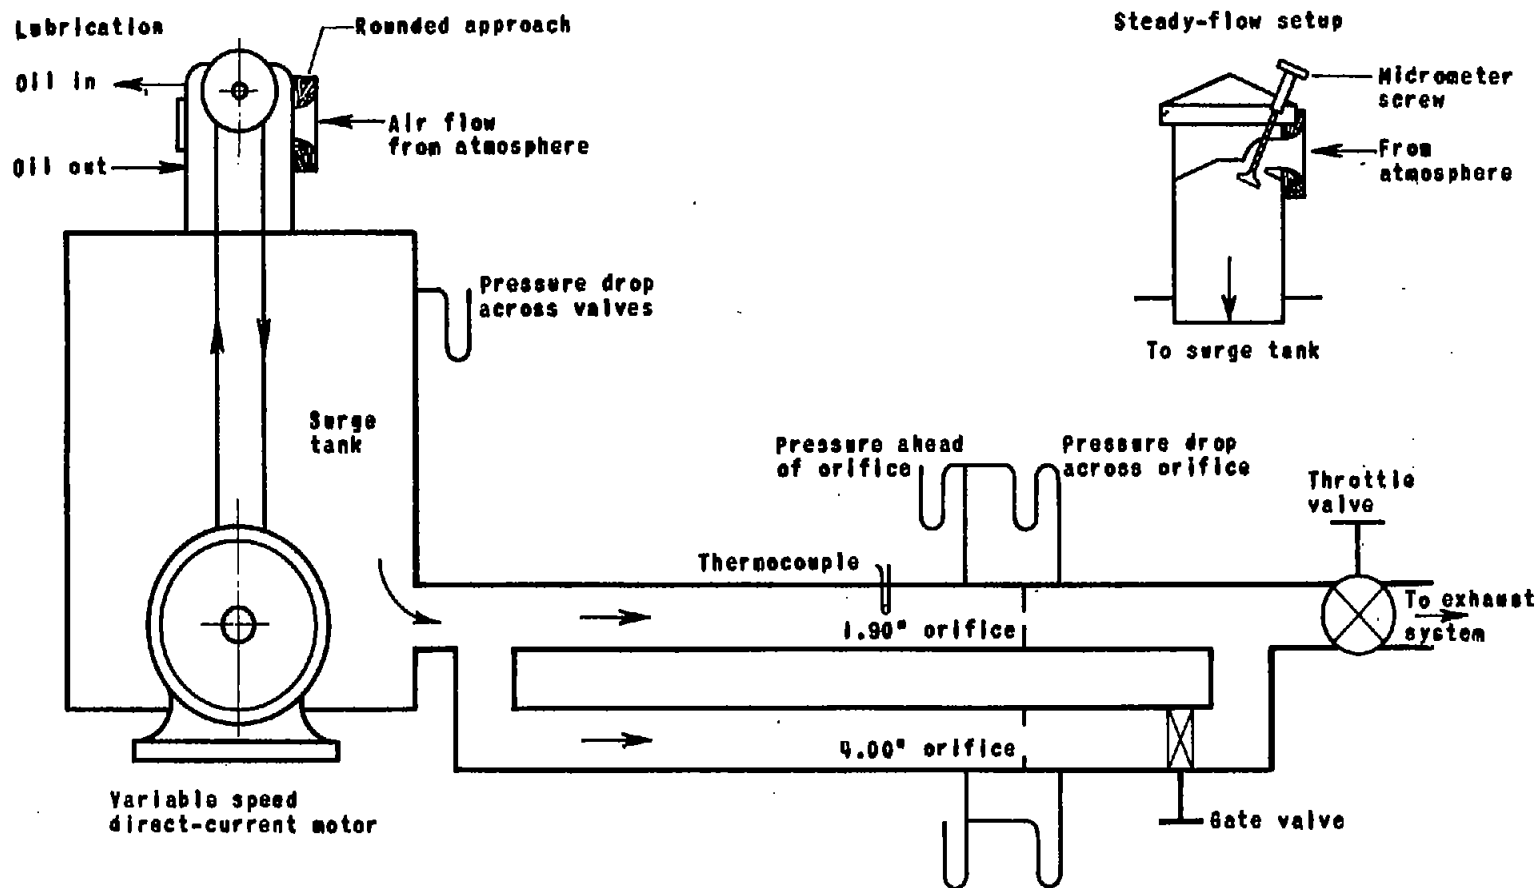 Lubrication
Oil in
Oil out
Rounded approach
Air flow
from atmosphere
Steady-flow setup
Micrometer
screw
From
atmosphere
To surge tank
Pressure drop
across valves
Surge
tank
Pressure ahead
of orifice
Pressure drop
across orifice
Throttle
valve
Thermocouple
1.90" orifice
To exhaust
system
4.00" orifice
Gate valve
Variable speed
direct-current motor